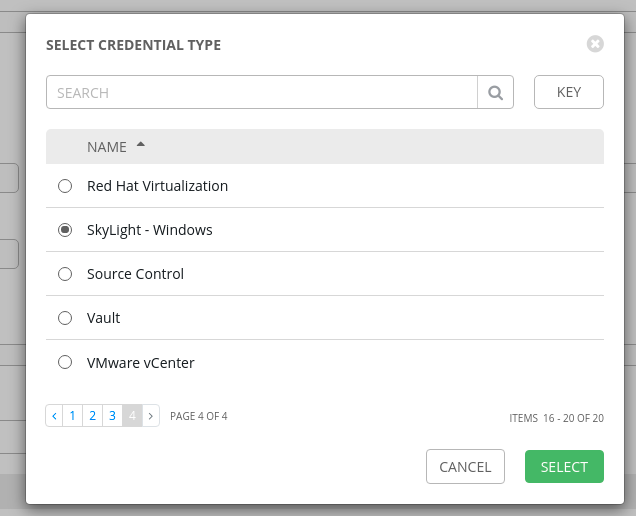 SELECT CREDENTIAL TYPE
SEARCH
KEY
NAME
Red Hat Virtualization
SkyLight - Windows
Source Control
Vault
VMware vCenter
< 1 2 3 4 > PAGE 4 OF 4
ITEMS 16 - 20 OF 20
CANCEL
SELECT